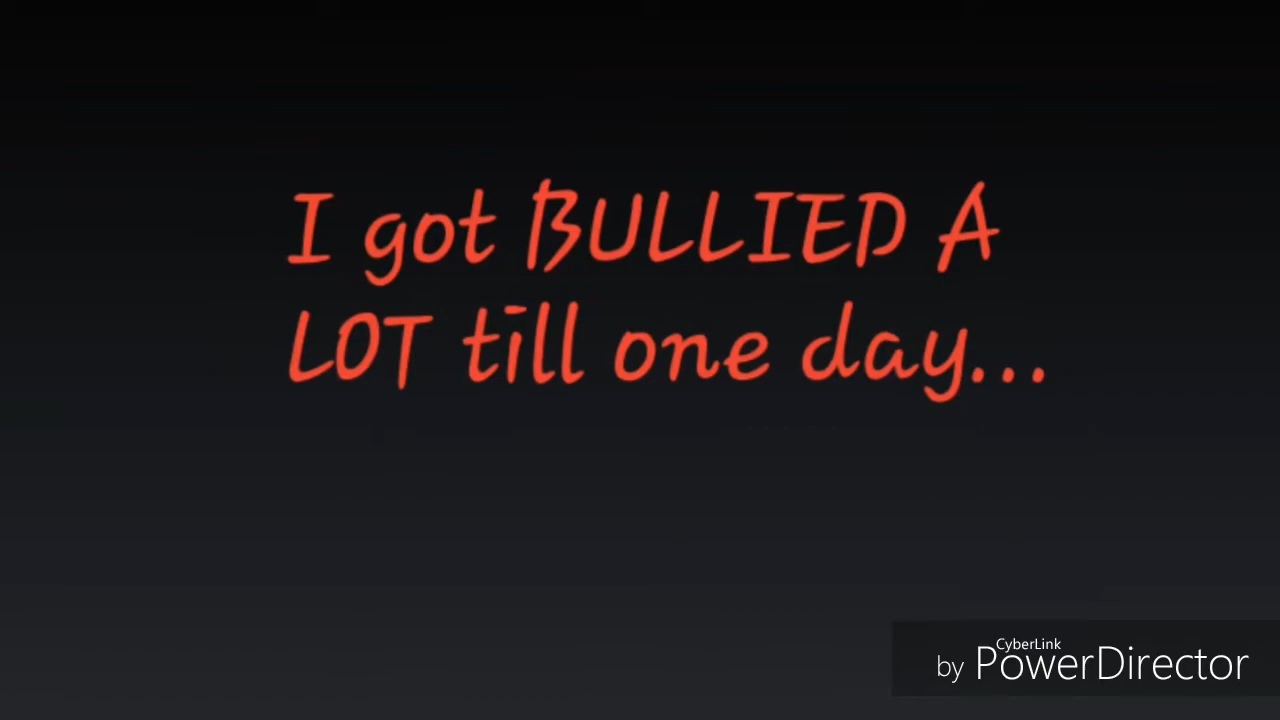 I got BULLIED A
LOT till one day...
CyberLink
by PowerDirector